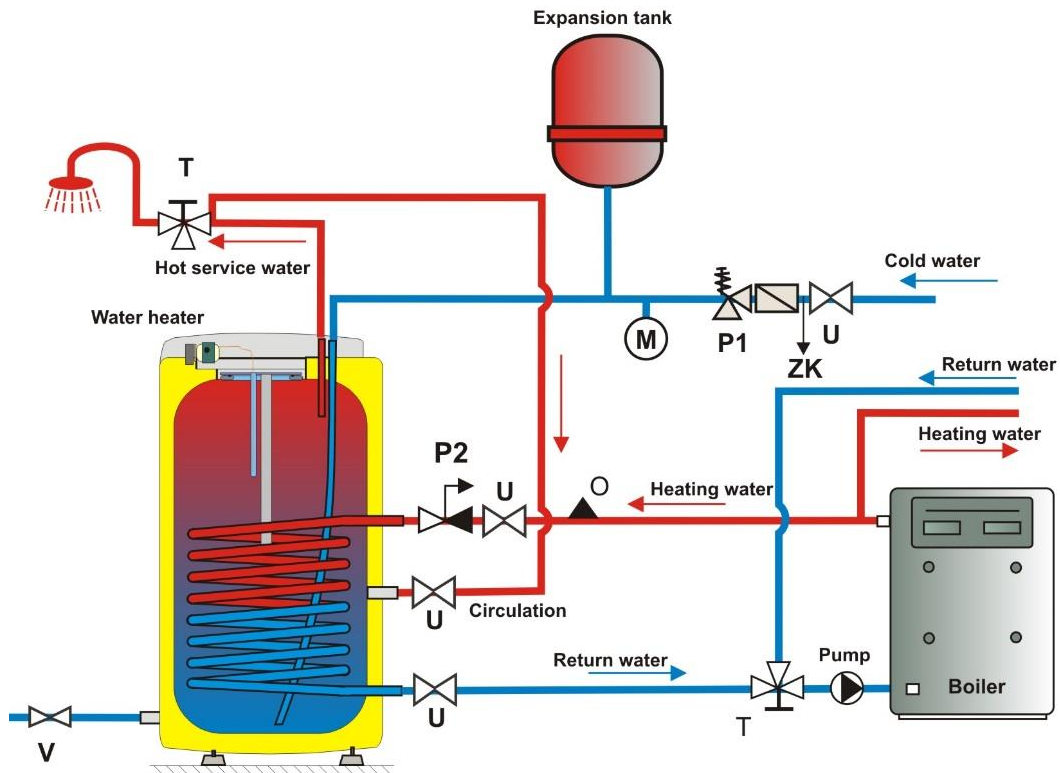 Expansion tank
T
Cold water
Hot service water
Water heater
M
P1
U
ZK
Return water
Heating water
P2
U
O
Heating water
U
Circulation
Return water
Pump
U
T
Boiler
V